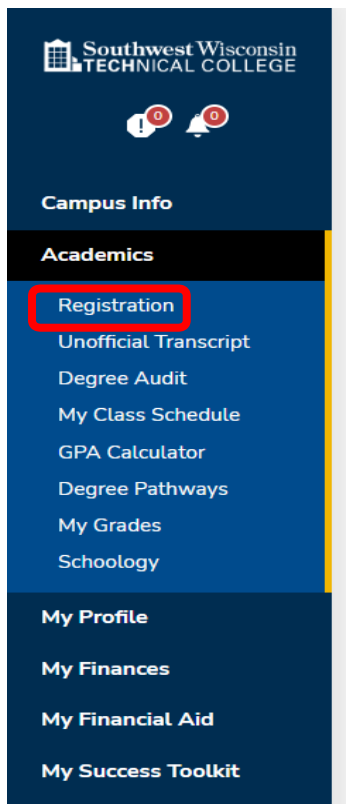 Southwest Wisconsin
TECHNICAL COLLEGE
! 0 0
Campus Info
Academics
Registration
Unofficial Transcript
Degree Audit
My Class Schedule
GPA Calculator
Degree Pathways
My Grades
Schoology
My Profile
My Finances
My Financial Aid
My Success Toolkit